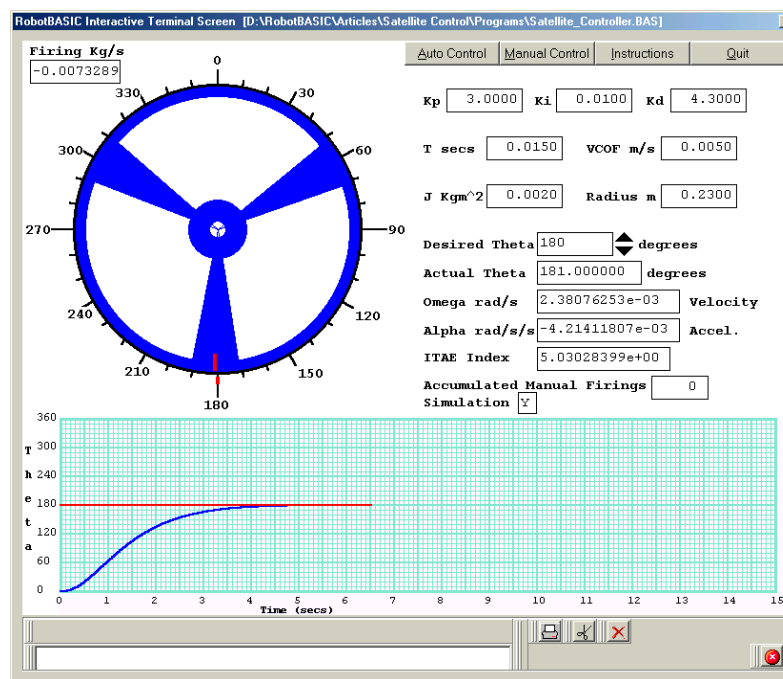 RobotBASIC Interactive Terminal Screen [D:\RobotBASIC\Articles\Satellite Control\Programs\Satellite_Controller.BAS]
Firing Kg/s
-0.0073289
Auto Control Manual Control Instructions Quit
0
30
60
90
120
150
180
210
240
270
300
330
Kp 3.0000 Ki 0.0100 Kd 4.3000
T secs 0.0150 VCOF m/s 0.0050
J Kgm^2 0.0020 Radius m 0.2300
Desired Theta 180 degrees
Actual Theta 181.000000 degrees
Omega rad/s 2.38076253e-03 Velocity
Alpha rad/s/s -4.21411807e-03 Accel.
ITAE Index 5.03028399e+00
Accumulated Manual Firings 0
Simulation Y
Theta
360
300
240
180
120
60
0
0 1 2 3 4 5 6 7 8 9 10 11 12 13 14 15
Time (secs)